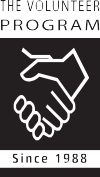 THE VOLUNTEER
PROGRAM
Since 1988